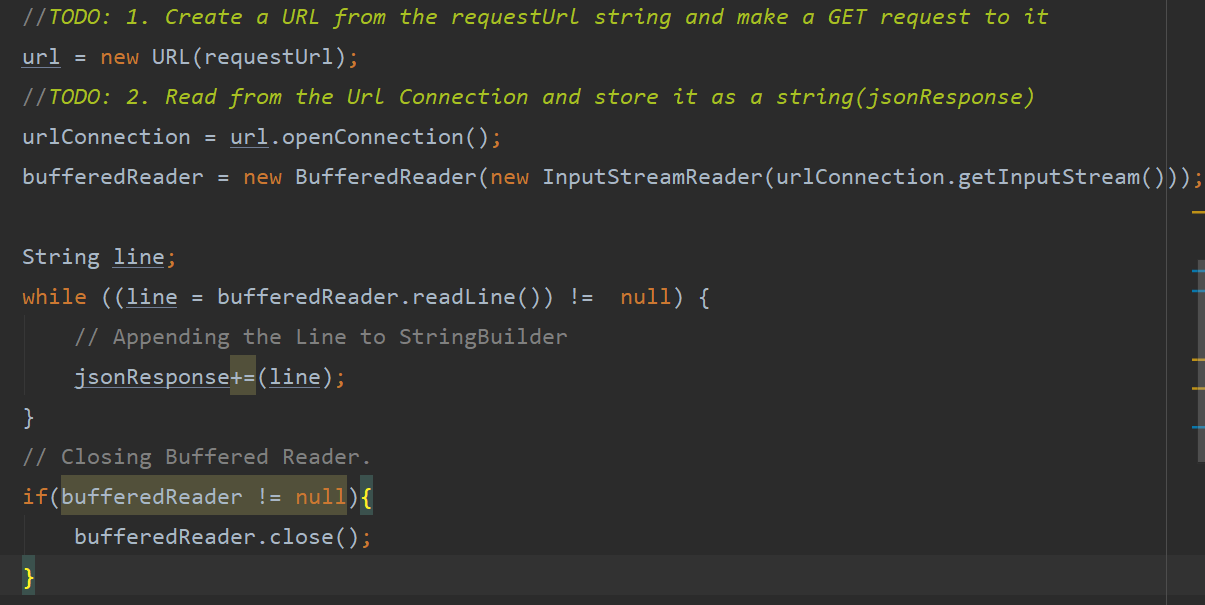 //TODO: 1. Create a URL from the requestUrl string and make a GET request to it
url = new URL(requestUrl);
//TODO: 2. Read from the Url Connection and store it as a string(jsonResponse)
urlConnection = url.openConnection();
bufferedReader = new BufferedReader(new InputStreamReader(urlConnection.getInputStream()));
String line;
while ((line = bufferedReader.readLine()) !=  null) {
    // Appending the Line to StringBuilder
    jsonResponse+=(line);
}
// Closing Buffered Reader.
if(bufferedReader != null){
    bufferedReader.close();
}